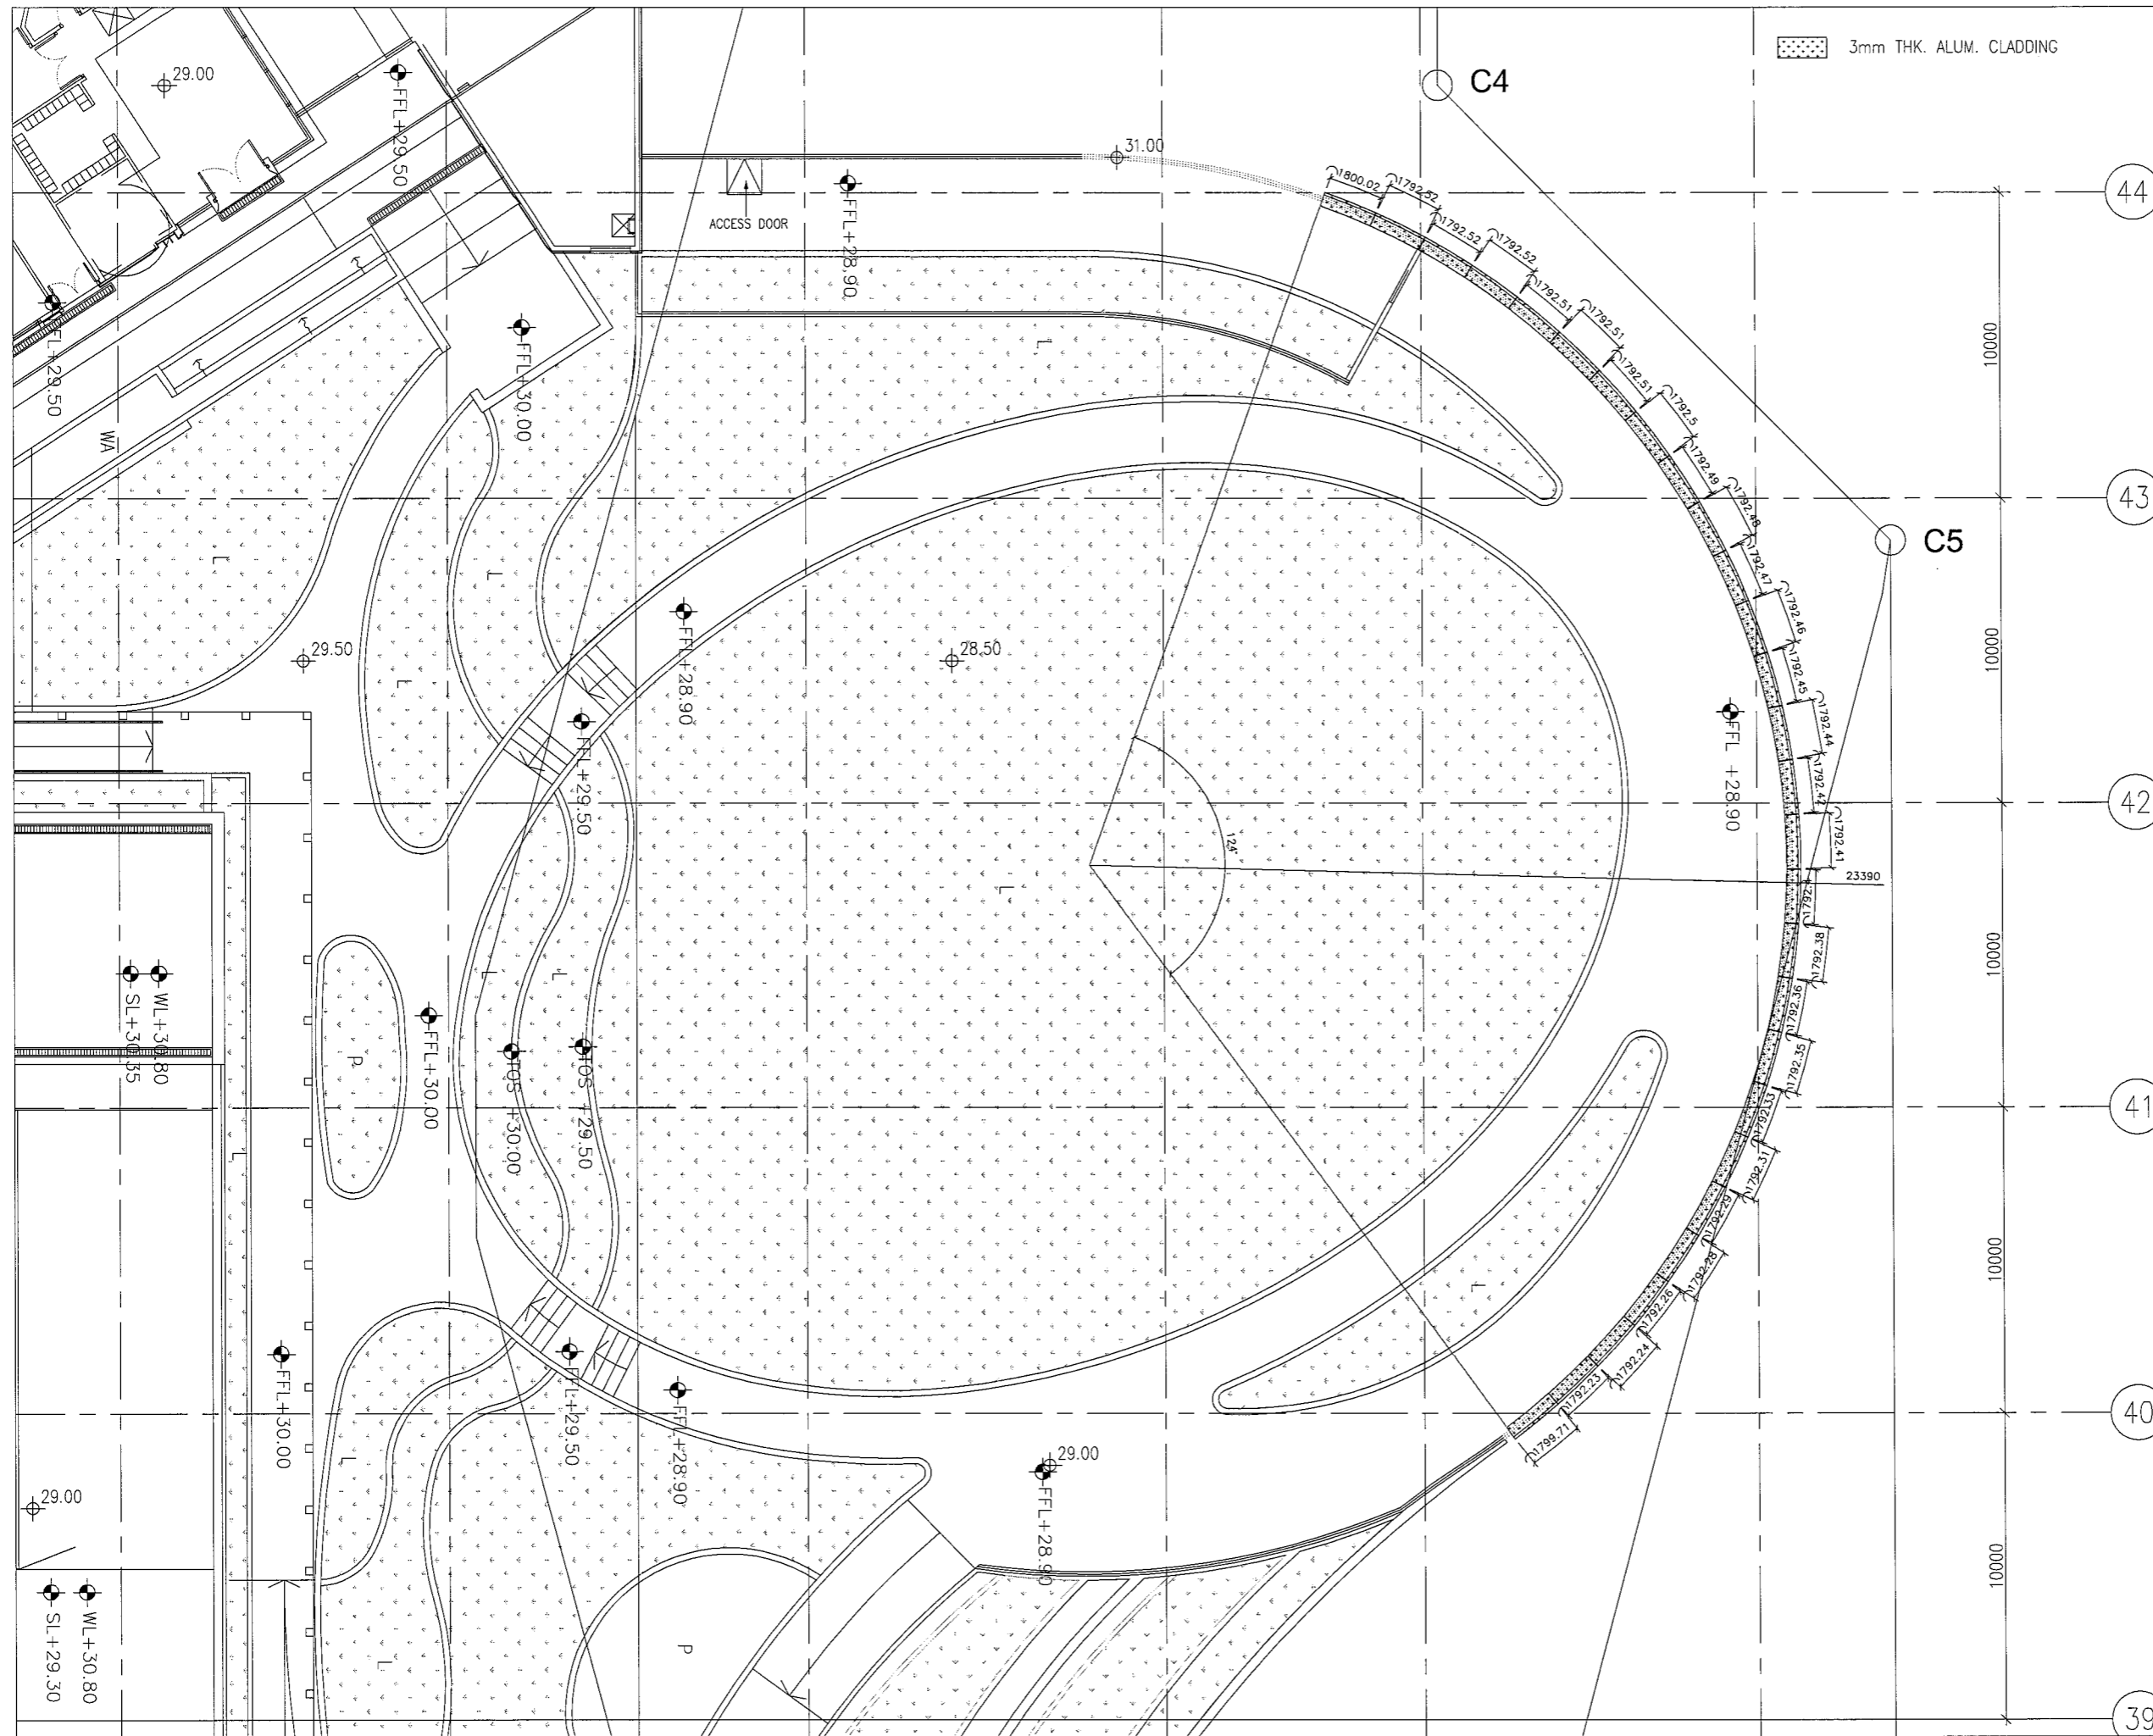 3mm THK. ALUM. CLADDING
C4
29.00
FFL+29.50
31.00
ACCESS DOOR
FFL+28.90
44
1800.02
1792.52
1792.52
1792.52
1792.51
1792.51
1792.51
1792.5
1792.49
1792.48
1792.47
1792.46
1792.45
1792.44
1792.42
1792.41
23390
1792.38
1792.36
1792.35
1792.33
1792.31
1792.29
1792.28
1792.26
1792.24
1792.23
1799.71
10000
FFL+30.00
L
WA
43
C5
L
L
L
29.50
FFL+28.90
28.50
10000
FFL+29.50
FFL +28.90
42
124°
L
10000
SL+30.35
WL+30.80
P
FFL+30.00
L
L
TOS +30.00
TOS +29.50
41
L
L
10000
FFL+30.00
FFL+29.50
FFL+28.90
40
L
29.00
FFL+28.90
29.00
10000
SL+29.30
WL+30.80
L
P
39